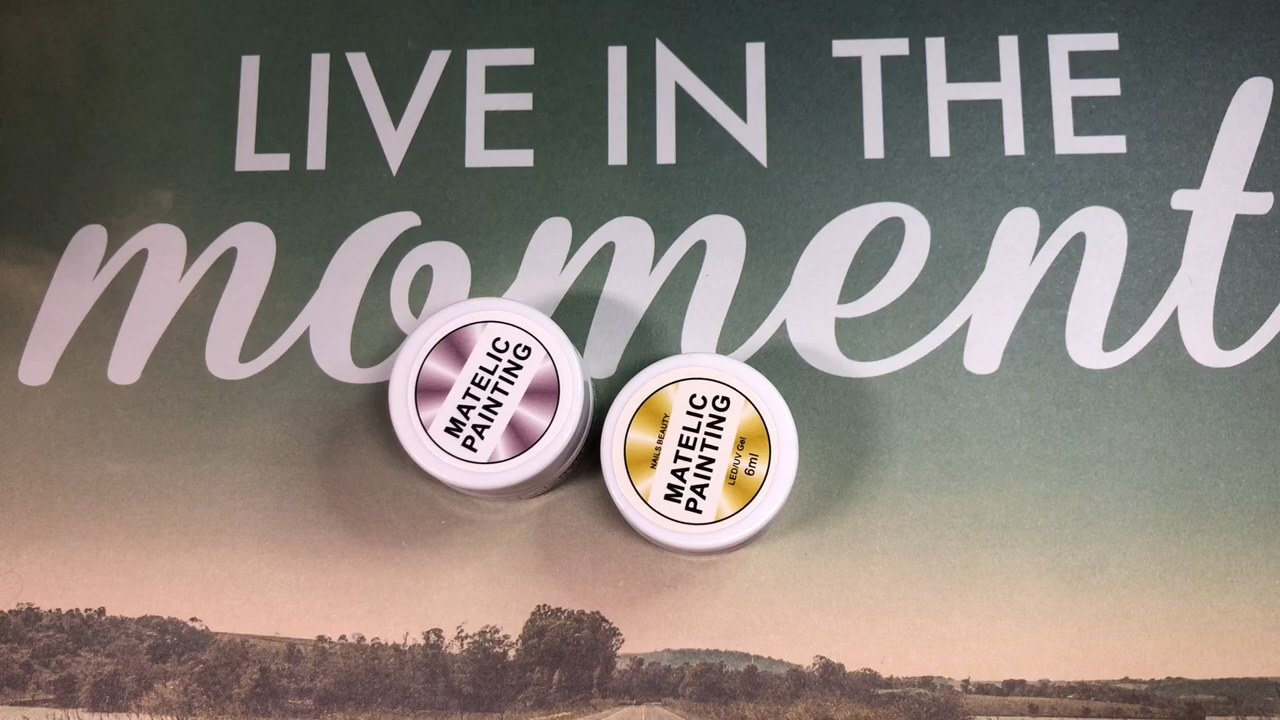 LIVE IN THE
moment
MATELIC
PAINTING
NAILS BEAUTY
MATELIC
PAINTING
LED/UV Gel
6ml